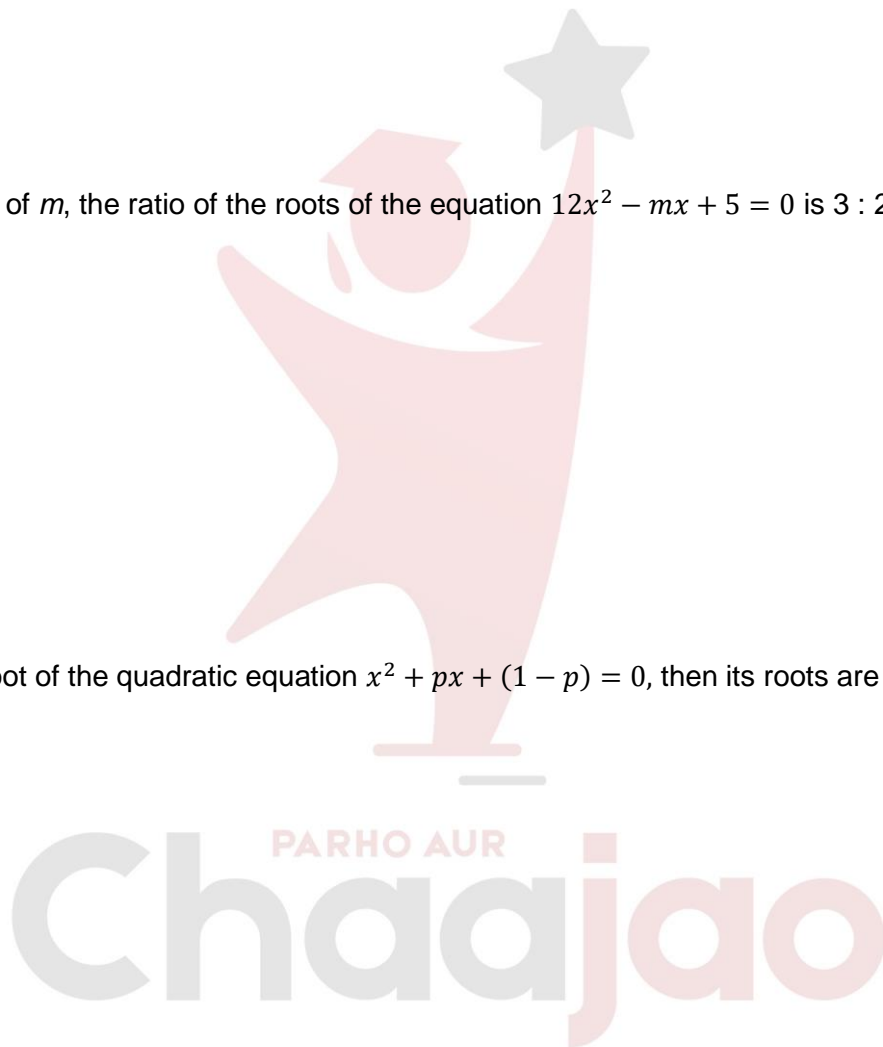 of m, the ratio of the roots of the equation 12x² − mx + 5 = 0 is 3 : 2
of the quadratic equation x² + px + (1 − p) = 0, then its roots are
PARHO AUR
Chaajao